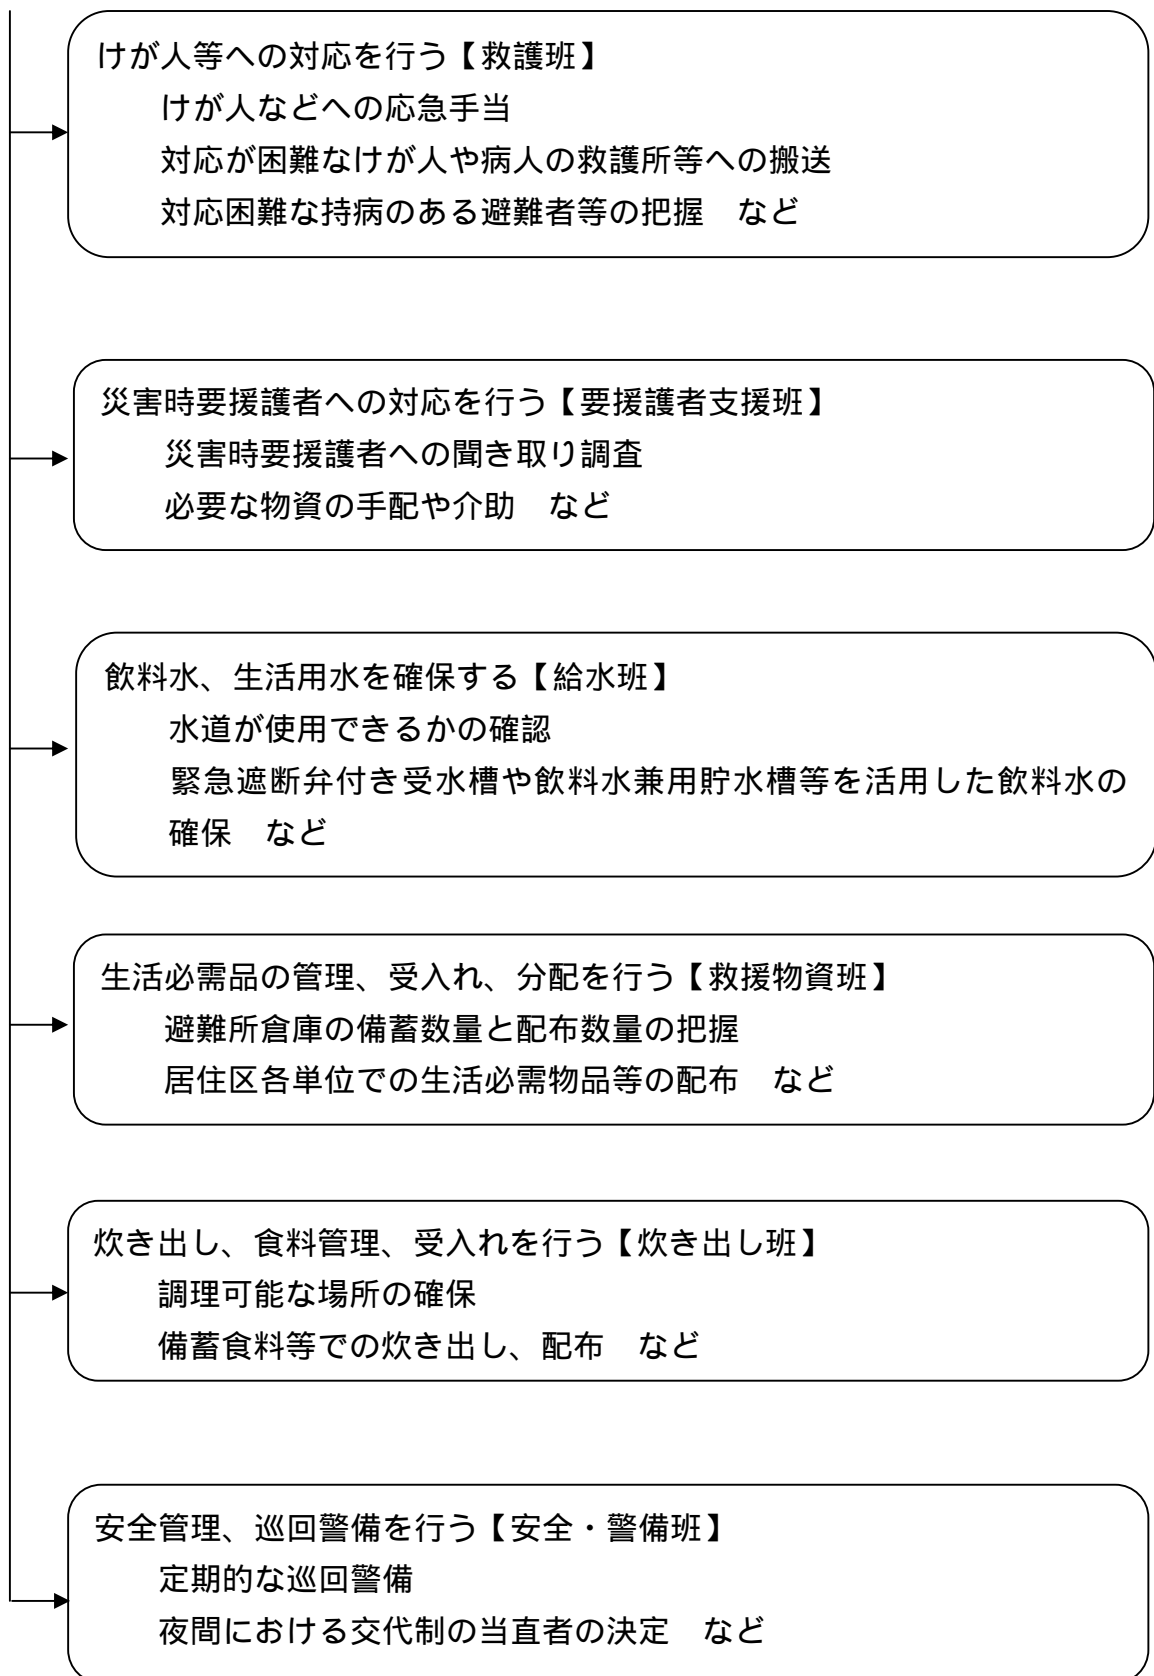 けが人等への対応を行う【救護班】
けが人などへの応急手当
対応が困難なけが人や病人の救護所等への搬送
対応困難な持病のある避難者等の把握　など
災害時要援護者への対応を行う【要援護者支援班】
災害時要援護者への聞き取り調査
必要な物資の手配や介助　など
飲料水、生活用水を確保する【給水班】
水道が使用できるかの確認
緊急遮断弁付き受水槽や飲料水兼用貯水槽等を活用した飲料水の
確保　など
生活必需品の管理、受入れ、分配を行う【救援物資班】
避難所倉庫の備蓄数量と配布数量の把握
居住区各単位での生活必需物品等の配布　など
炊き出し、食料管理、受入れを行う【炊き出し班】
調理可能な場所の確保
備蓄食料等での炊き出し、配布　など
安全管理、巡回警備を行う【安全・警備班】
定期的な巡回警備
夜間における交代制の当直者の決定　など